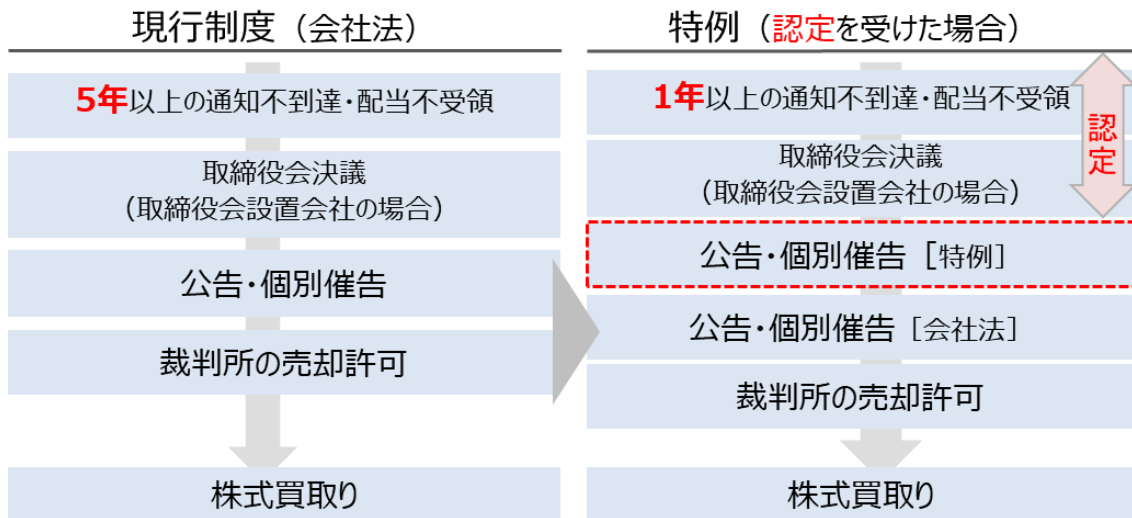 現行制度（会社法）
5年以上の通知不到達・配当不受領
取締役会決議
（取締役会設置会社の場合）
公告・個別催告
裁判所の売却許可
株式買取り
特例（認定を受けた場合）
1年以上の通知不到達・配当不受領
取締役会決議
（取締役会設置会社の場合）
公告・個別催告［特例］
公告・個別催告［会社法］
裁判所の売却許可
株式買取り
認定